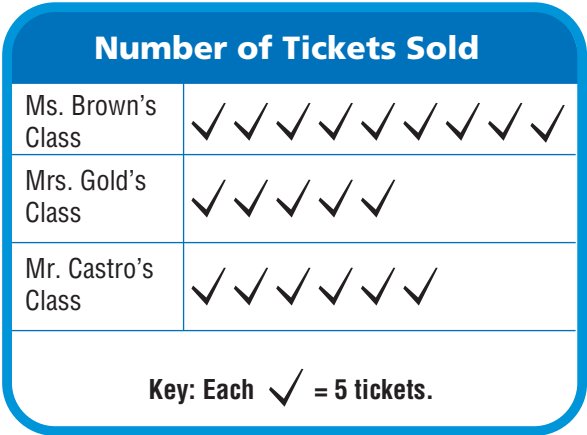 Number of Tickets Sold
Ms. Brown’s
Class
Mrs. Gold’s
Class
Mr. Castro’s
Class
Key: Each ✓ = 5 tickets.